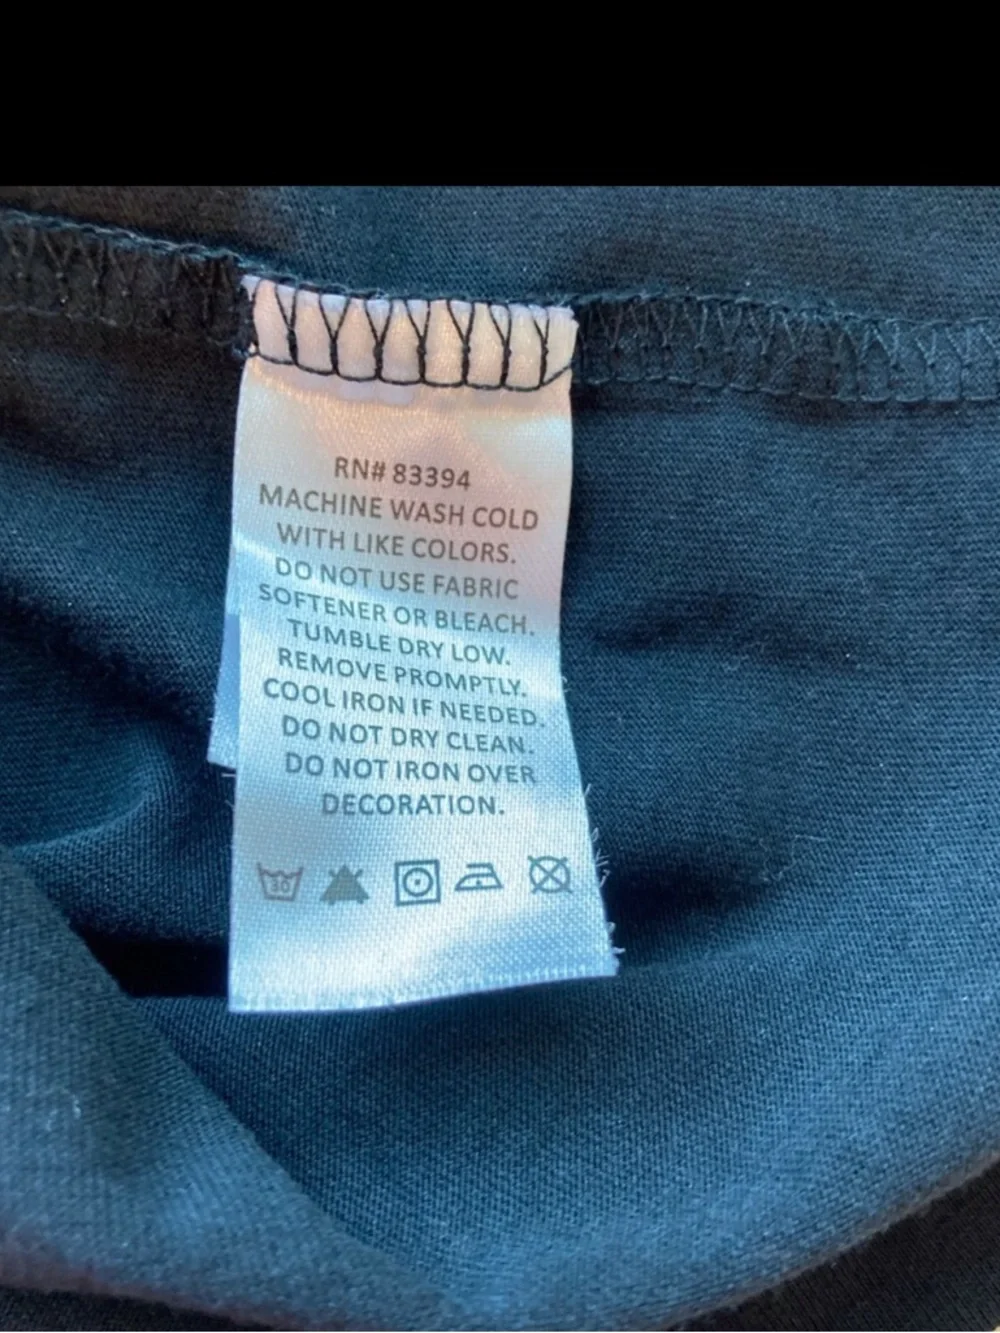 RN# 83394
MACHINE WASH COLD
WITH LIKE COLORS.
DO NOT USE FABRIC
SOFTENER OR BLEACH.
TUMBLE DRY LOW.
REMOVE PROMPTLY.
COOL IRON IF NEEDED.
DO NOT DRY CLEAN.
DO NOT IRON OVER
DECORATION.
30